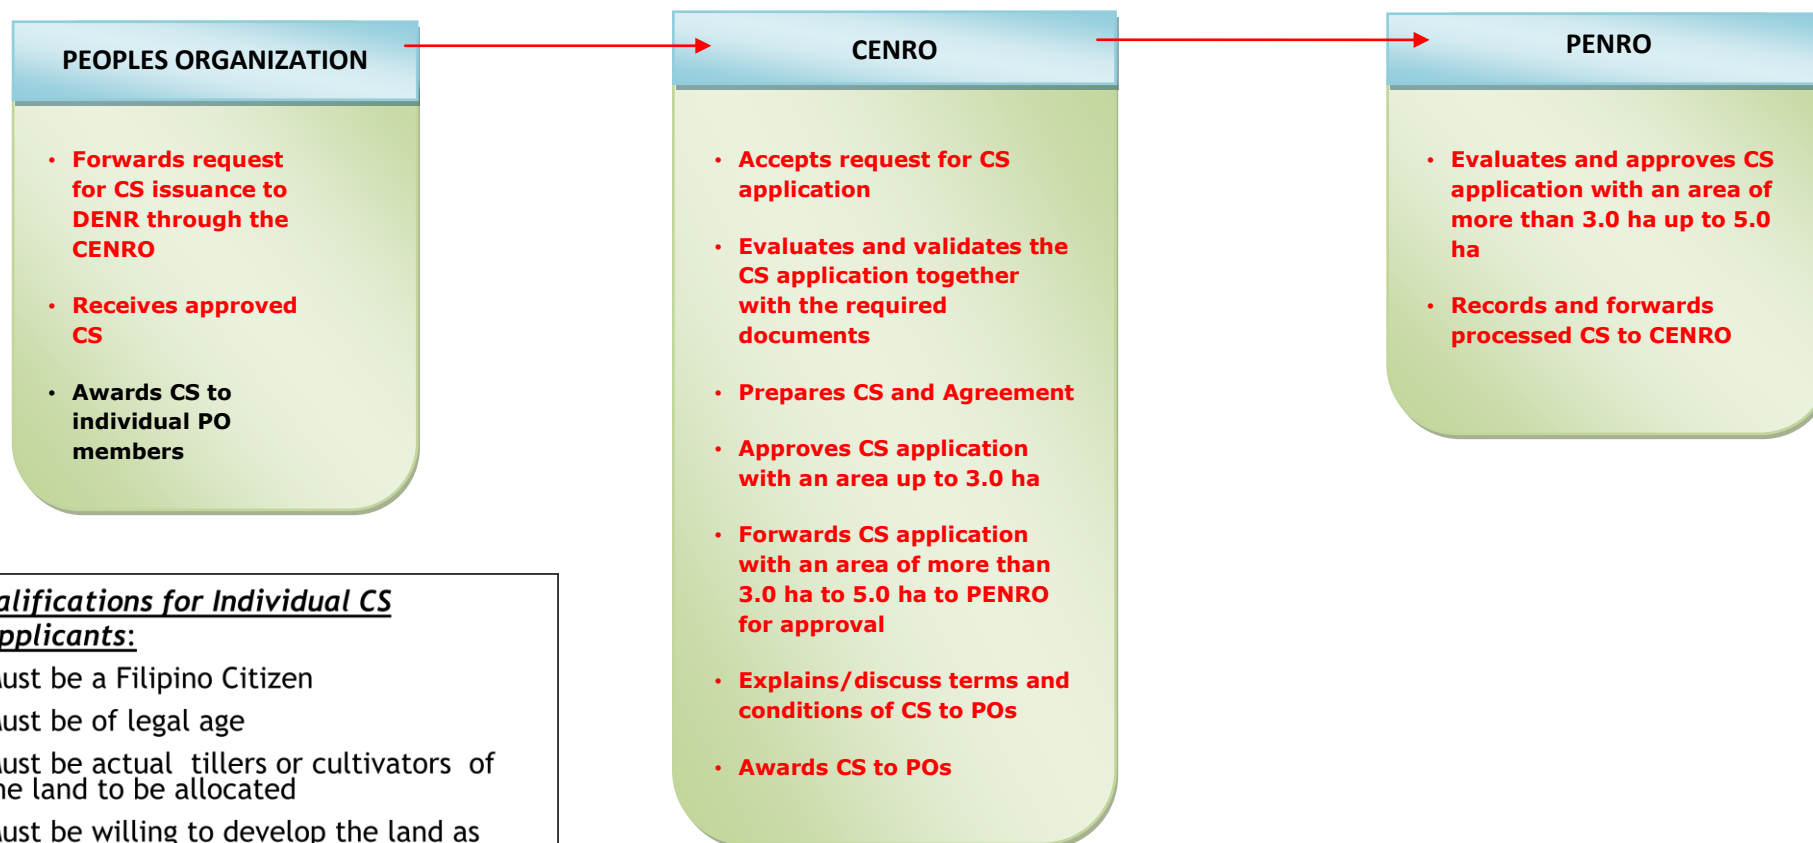 PEOPLES ORGANIZATION
• Forwards request
for CS issuance to
DENR through the
CENRO
• Receives approved
CS
• Awards CS to
individual PO
members
CENRO
• Accepts request for CS
application
• Evaluates and validates the
CS application together
with the required
documents
• Prepares CS and Agreement
• Approves CS application
with an area up to 3.0 ha
• Forwards CS application
with an area of more than
3.0 ha to 5.0 ha to PENRO
for approval
• Explains/discuss terms and
conditions of CS to POs
• Awards CS to POs
PENRO
• Evaluates and approves CS
application with an area of
more than 3.0 ha up to 5.0
ha
• Records and forwards
processed CS to CENRO
alifications for Individual CS
pplicants:
ust be a Filipino Citizen
ust be of legal age
ust be actual tillers or cultivators of
e land to be allocated
ust be willing to develop the land as